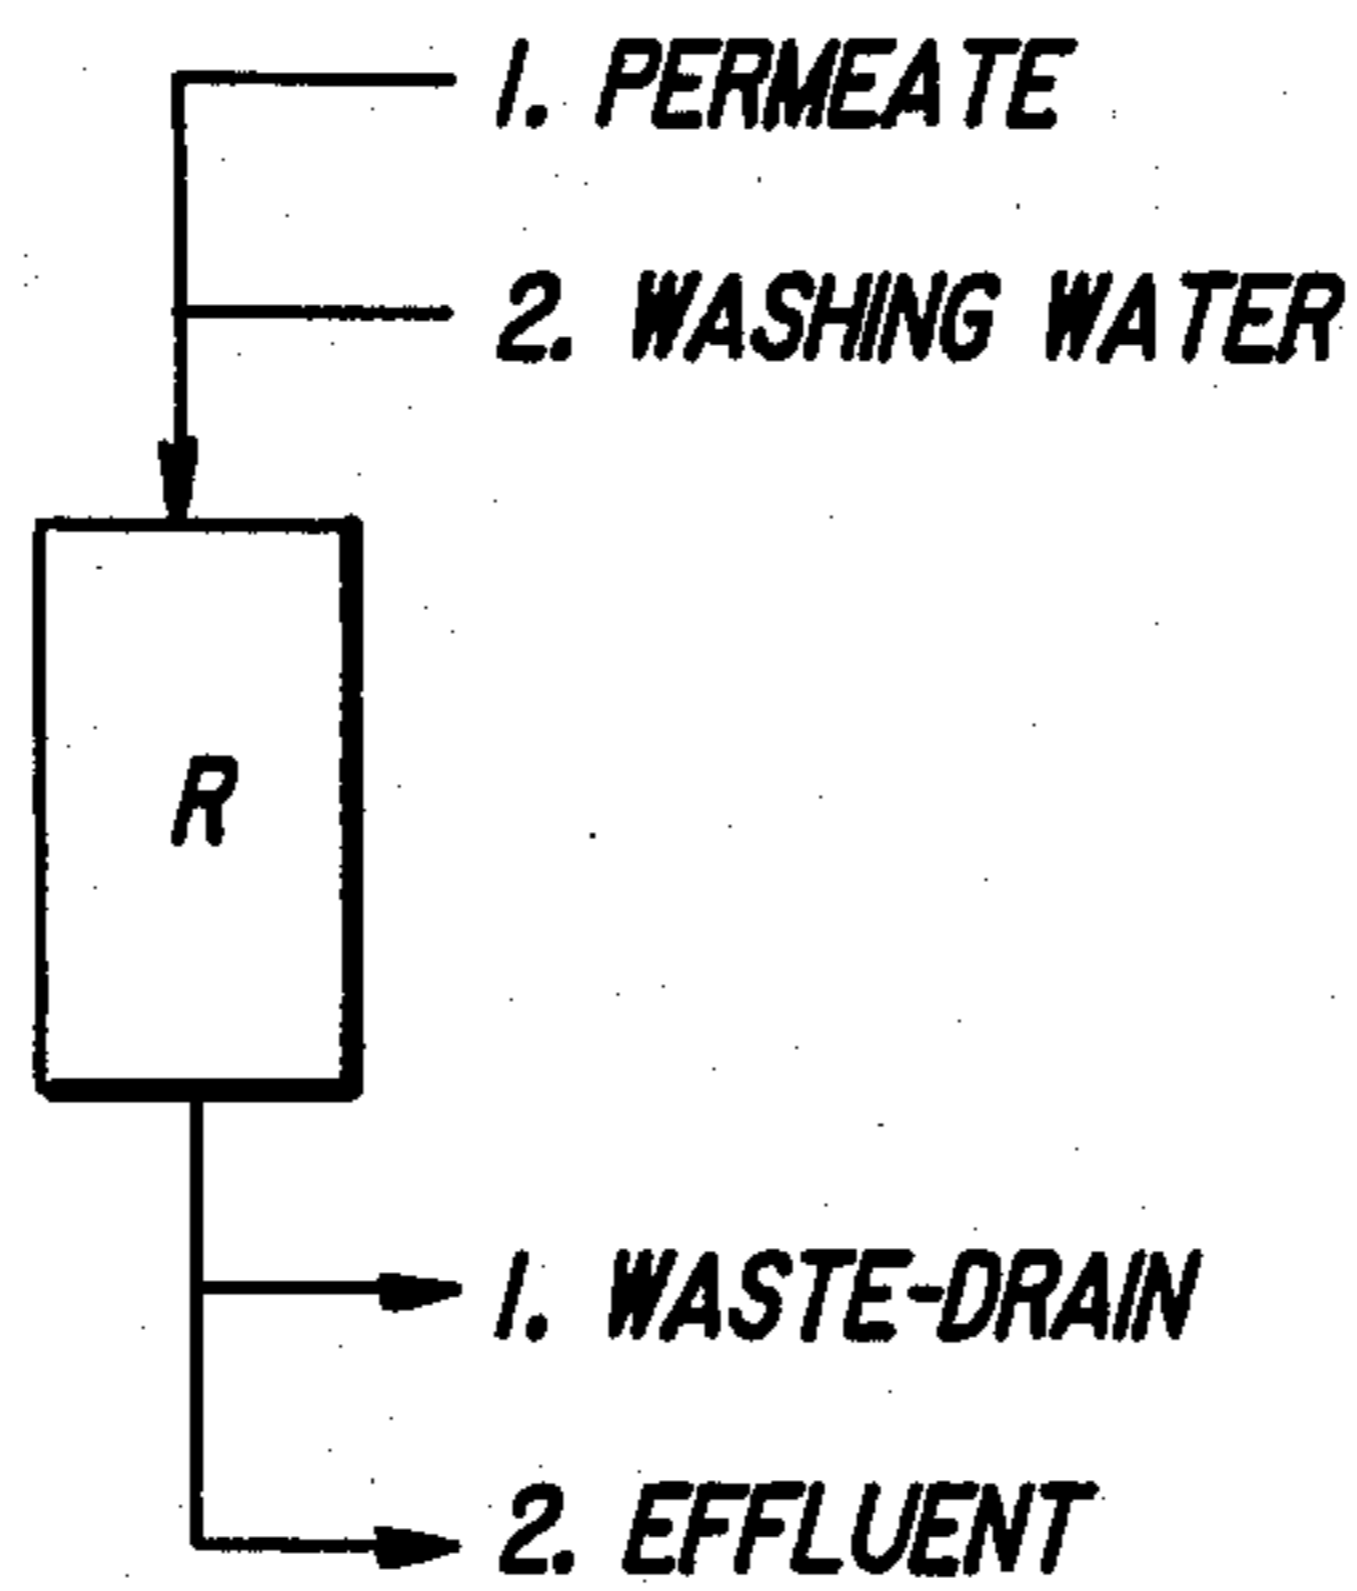 1. PERMEATE
2. WASHING WATER
R
1. WASTE-DRAIN
2. EFFLUENT